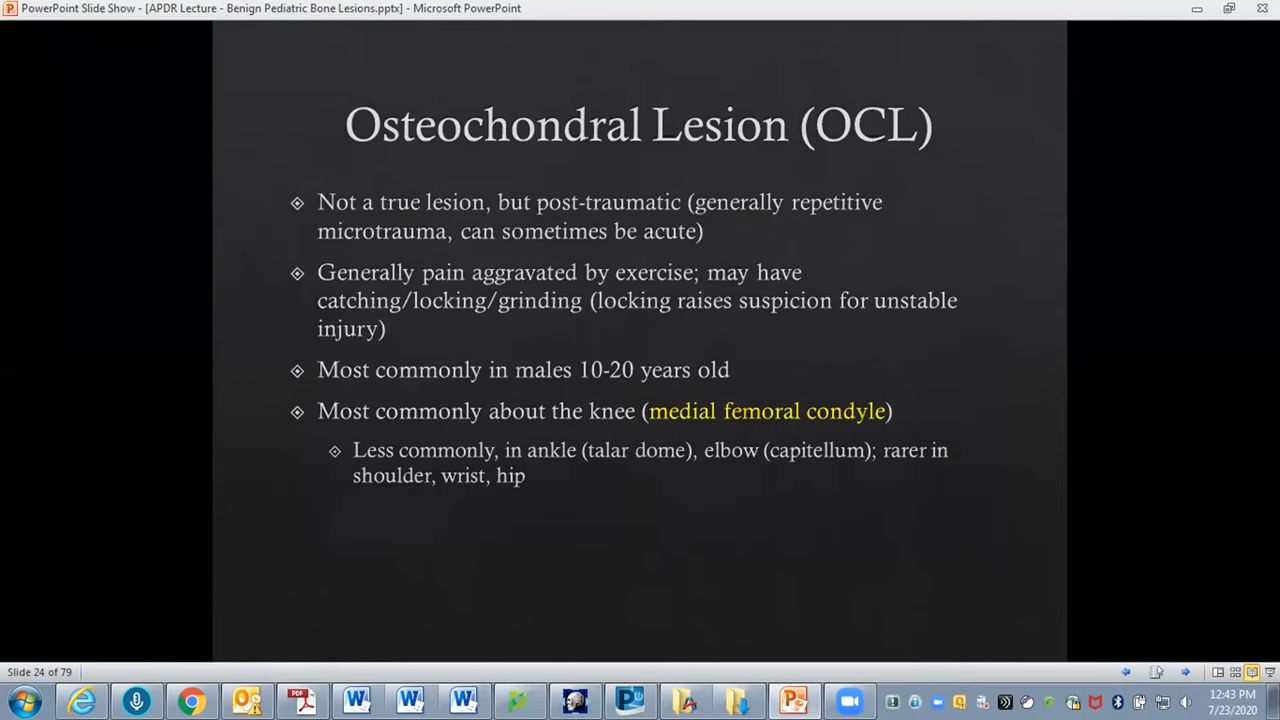 PowerPoint Slide Show - [APDR Lecture - Benign Pediatric Bone Lesions.pptx] - Microsoft PowerPoint
Osteochondral Lesion (OCL)
Not a true lesion, but post-traumatic (generally repetitive
microtrauma, can sometimes be acute)
Generally pain aggravated by exercise; may have
catching/locking/grinding (locking raises suspicion for unstable
injury)
Most commonly in males 10-20 years old
Most commonly about the knee (medial femoral condyle)
Less commonly, in ankle (talar dome), elbow (capitellum); rarer in
shoulder, wrist, hip
Slide 24 of 79
12:43 PM
7/23/2020